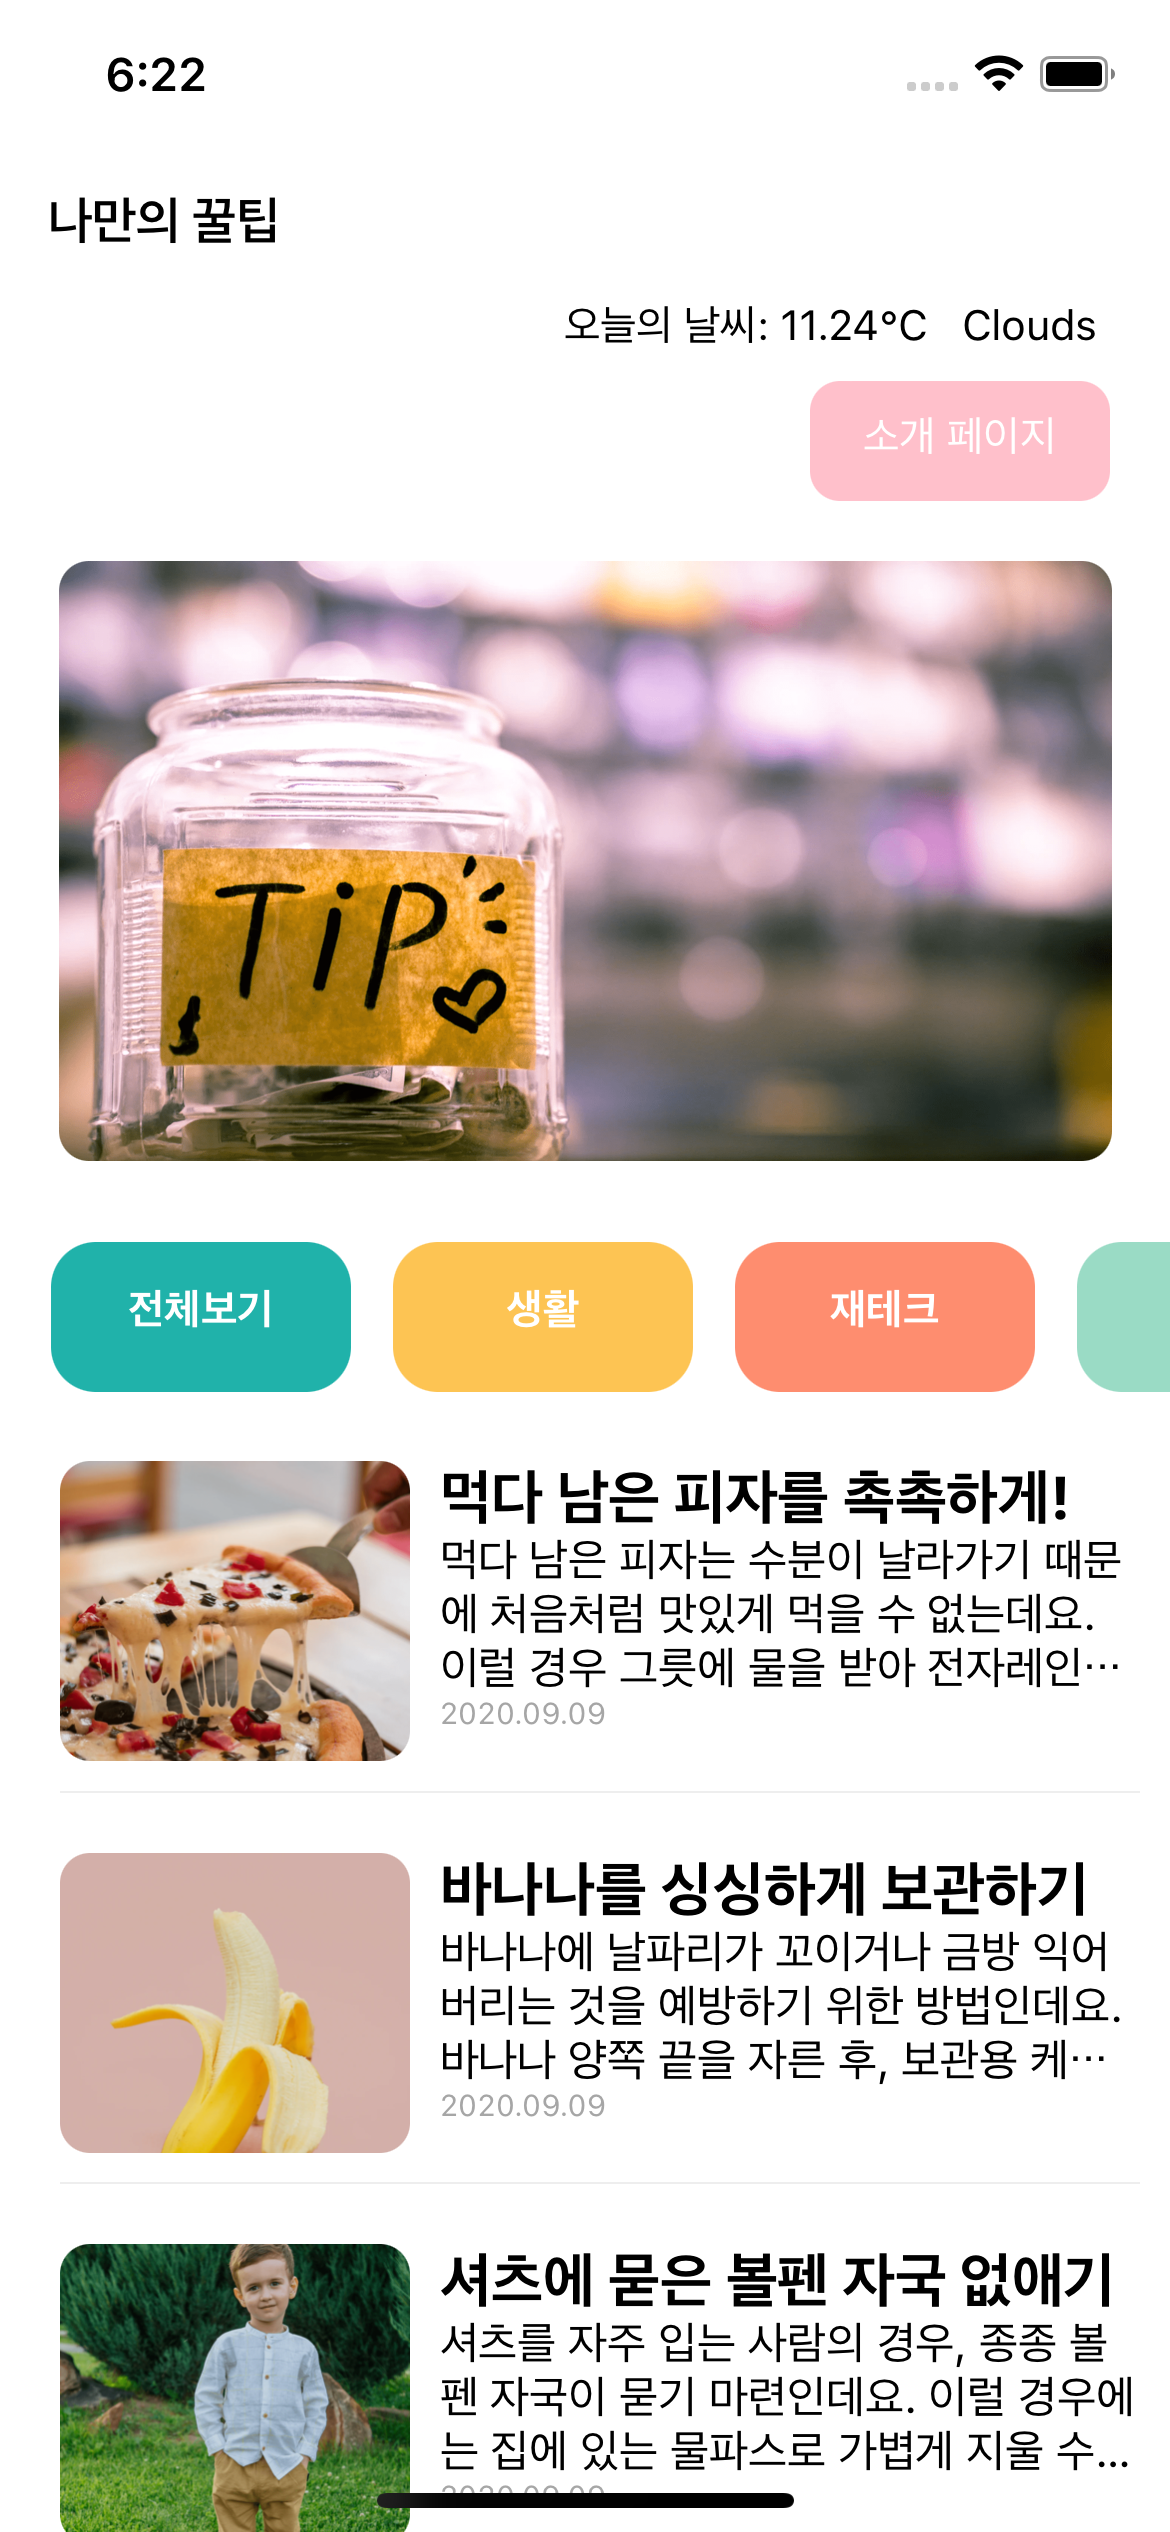 6:22
나만의 꿀팁
오늘의 날씨: 11.24°C   Clouds
소개 페이지
TiP
전체보기
생활
재테크
먹다 남은 피자를 촉촉하게!
먹다 남은 피자는 수분이 날라가기 때문
에 처음처럼 맛있게 먹을 수 없는데요.
이럴 경우 그릇에 물을 받아 전자레인…
2020.09.09
바나나를 싱싱하게 보관하기
바나나에 날파리가 꼬이거나 금방 익어
버리는 것을 예방하기 위한 방법인데요.
바나나 양쪽 끝을 자른 후, 보관용 케…
2020.09.09
셔츠에 묻은 볼펜 자국 없애기
셔츠를 자주 입는 사람의 경우, 종종 볼
펜 자국이 묻기 마련인데요. 이럴 경우에
는 집에 있는 물파스로 가볍게 지울 수...